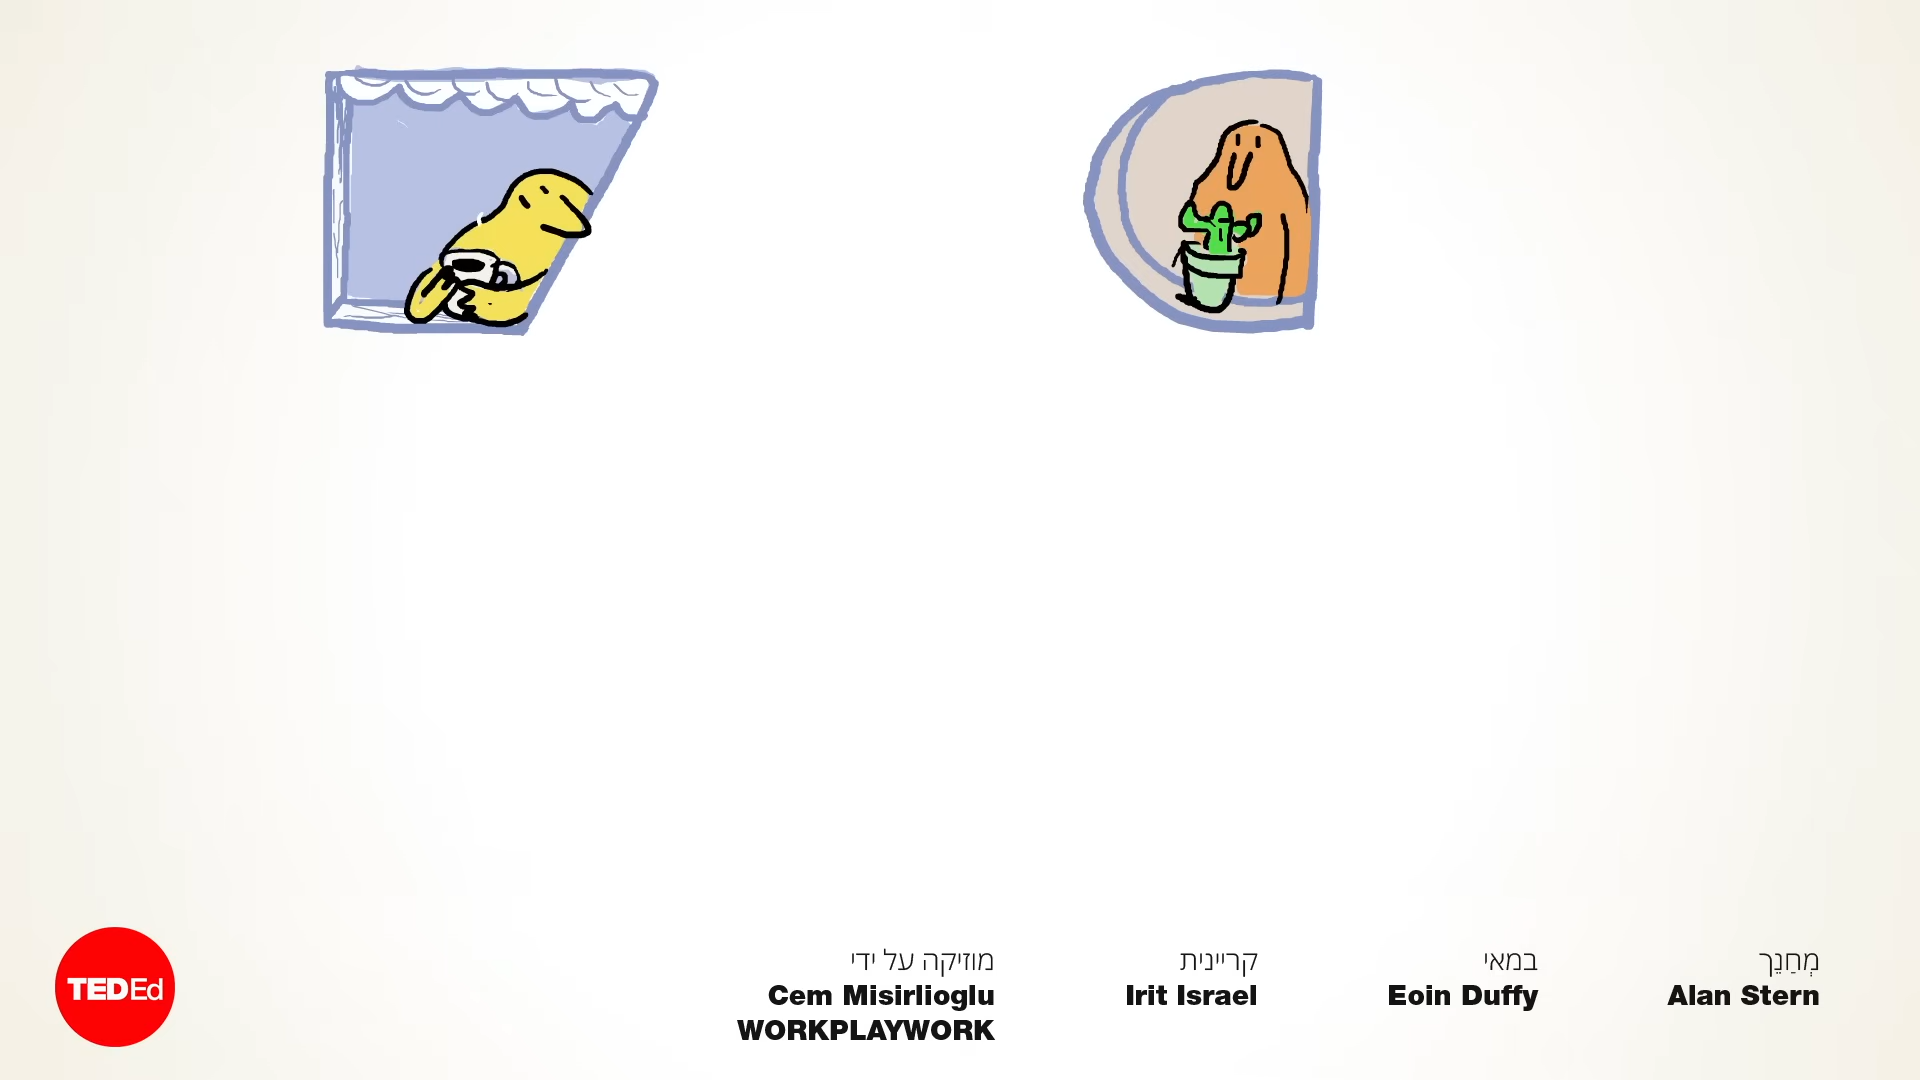 מְחַנֵך
Alan Stern
במאי
Eoin Duffy
קריינית
Irit Israel
מוזיקה על ידי
Cem Misirlioglu
WORKPLAYWORK
TEDEd